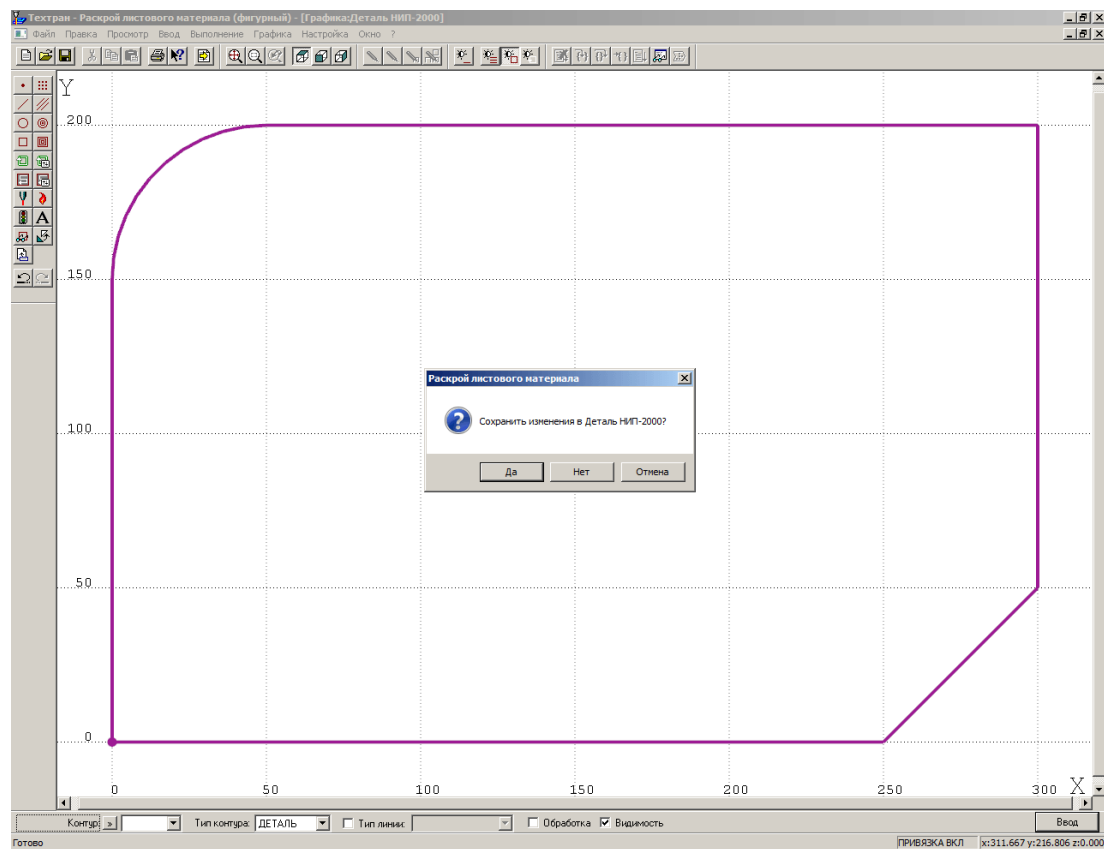 Техтран - Раскрой листового материала (фигурный) - [Графика:Деталь НИП-2000]
Файл Правка Просмотр Ввод Выполнение Графика Настройка Окно ?
Y
200
150
100
50
0
Раскрой листового материала
Сохранить изменения в Деталь НИП-2000?
Да Нет Отмена
0 50 100 150 200 250 300 X
Контур: » Тип контура: ДЕТАЛЬ Тип линии: Обработка Видимость Ввод
Готово ПРИВЯЗКА ВКЛ x:311.667 y:216.806 z:0.000